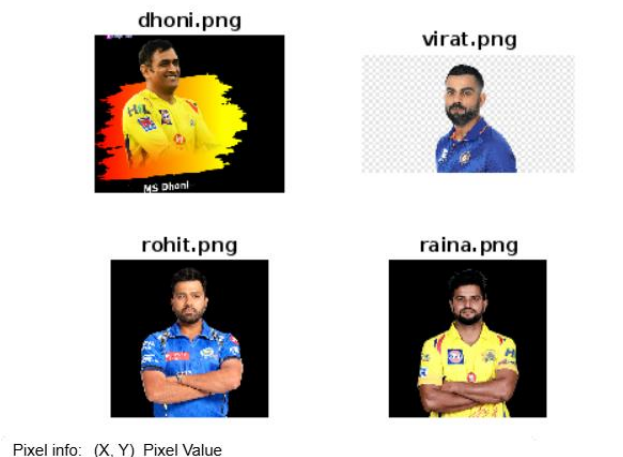 dhoni.png
virat.png
MS Dhoni
rohit.png
raina.png
Pixel info: (X, Y) Pixel Value